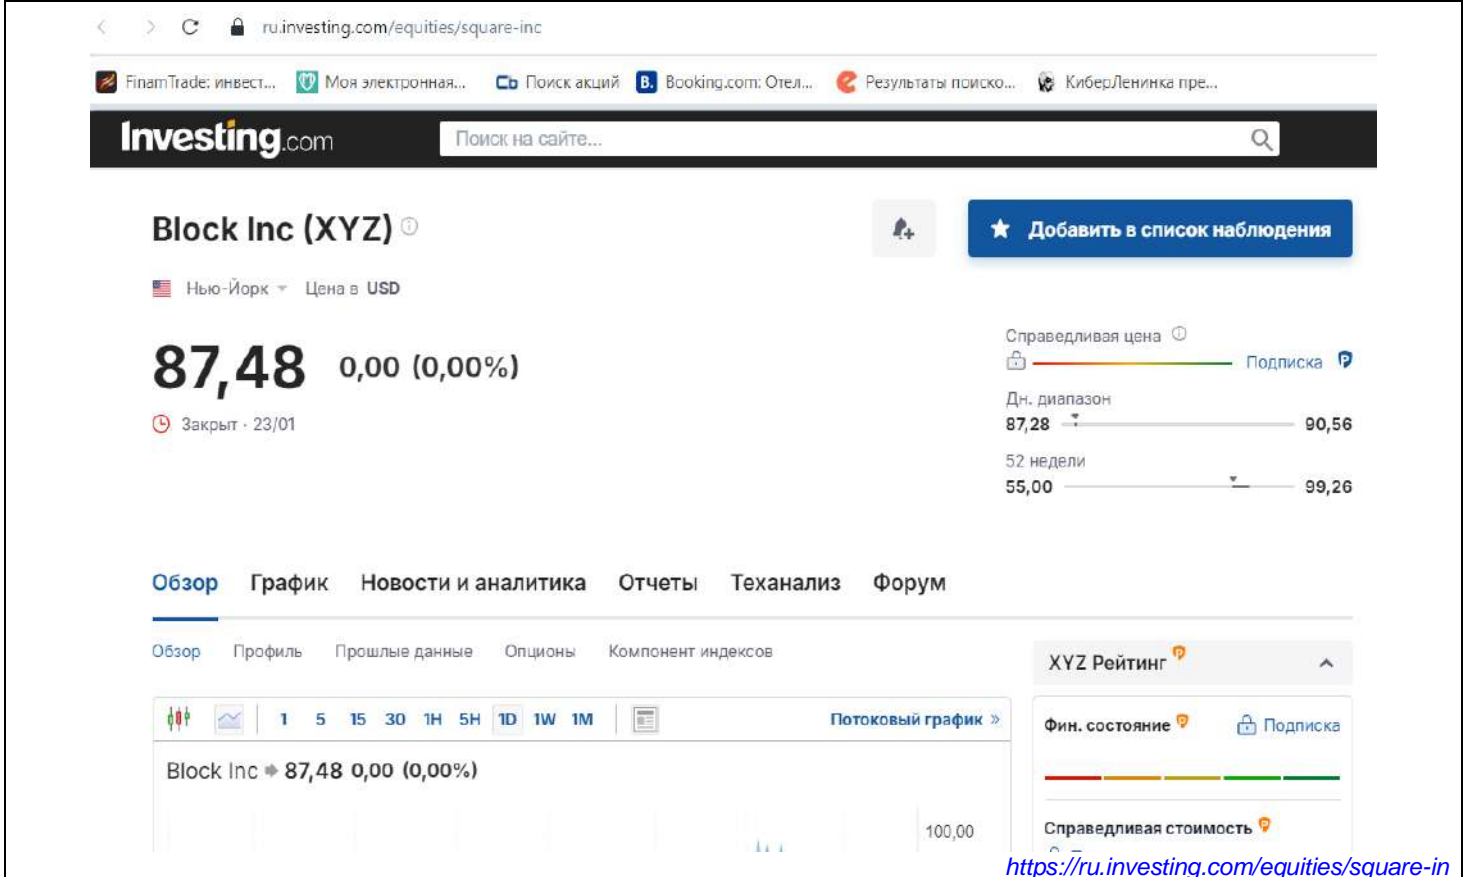 ru.investing.com/equities/square-inc
FinamTrade: инвест... Моя электронная... Сь Поиск акций B. Booking.com: Отел... Результаты поиско... КиберЛенинка пре...
Investing.com Поиск на сайте...
Block Inc (XYZ)
Добавить в список наблюдения
Нью-Йорк Цена в USD
87,48 0,00 (0,00%)
Закрыт · 23/01
Справедливая цена
Подписка
Дн. диапазон
87,28 90,56
52 недели
55,00 99,26
Обзор График Новости и аналитика Отчеты Теханализ Форум
Обзор Профиль Прошлые данные Опционы Компонент индексов
1 5 15 30 1H 5H 1D 1W 1M Потоковый график »
Block Inc 87,48 0,00 (0,00%)
100,00
XYZ Рейтинг
Фин. состояние Подписка
Справедливая стоимость
https://ru.investing.com/equities/square-in